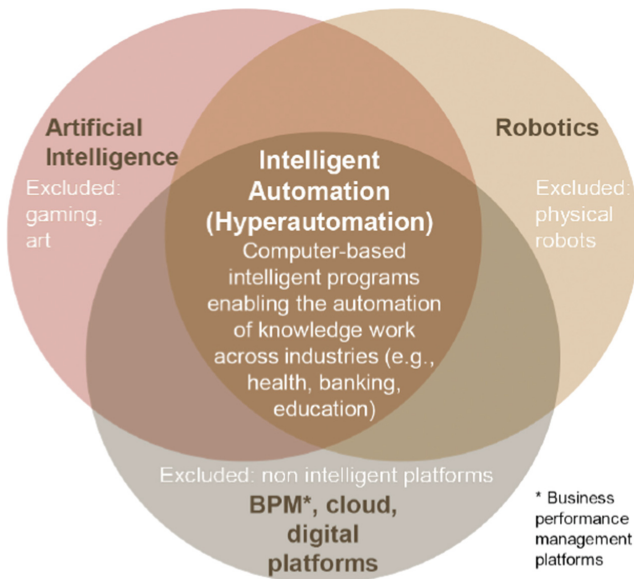 Artificial
Intelligence
Excluded:
gaming,
art
Robotics
Excluded:
physical
robots
Intelligent
Automation
(Hyperautomation)
Computer-based
intelligent programs
enabling the automation
of knowledge work
across industries (e.g.,
health, banking,
education)
Excluded: non intelligent platforms
BPM*, cloud,
digital
platforms
* Business
performance
management
platforms